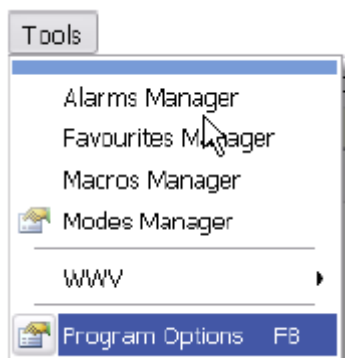 Tools
Alarms Manager
Favourites Manager
Macros Manager
Modes Manager
WWV
Program Options F8